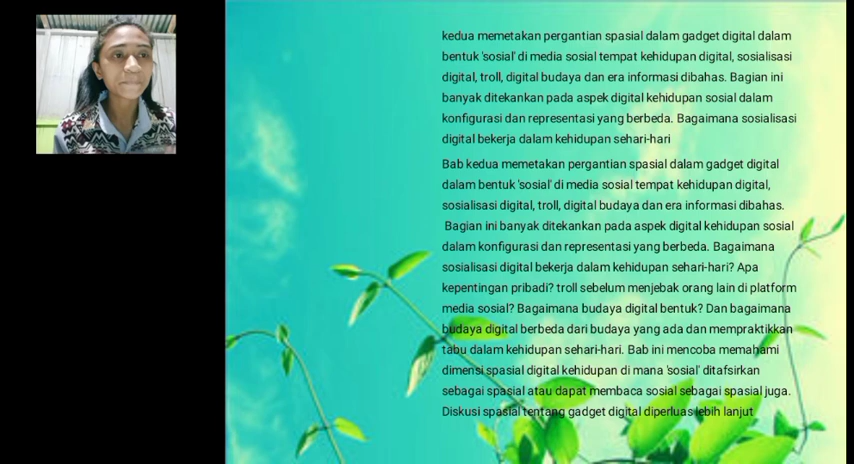 kedua memetakan pergantian spasial dalam gadget digital dalam
bentuk 'sosial' di media sosial tempat kehidupan digital, sosialisasi
digital, troll, digital budaya dan era informasi dibahas. Bagian ini
banyak ditekankan pada aspek digital kehidupan sosial dalam
konfigurasi dan representasi yang berbeda. Bagaimana sosialisasi
digital bekerja dalam kehidupan sehari-hari
Bab kedua memetakan pergantian spasial dalam gadget digital
dalam bentuk 'sosial' di media sosial tempat kehidupan digital,
sosialisasi digital, troll, digital budaya dan era informasi dibahas.
Bagian ini banyak ditekankan pada aspek digital kehidupan sosial
dalam konfigurasi dan representasi yang berbeda. Bagaimana
sosialisasi digital bekerja dalam kehidupan sehari-hari? Apa
kepentingan pribadi? troll sebelum menjebak orang lain di platform
media sosial? Bagaimana budaya digital bentuk? Dan bagaimana
budaya digital berbeda dari budaya yang ada dan mempraktikkan
tabu dalam kehidupan sehari-hari. Bab ini mencoba memahami
dimensi spasial digital kehidupan di mana 'sosial' ditafsirkan
sebagai spasial atau dapat membaca sosial sebagai spasial juga.
Diskusi spasial tentang gadget digital diperluas lebih lanjut